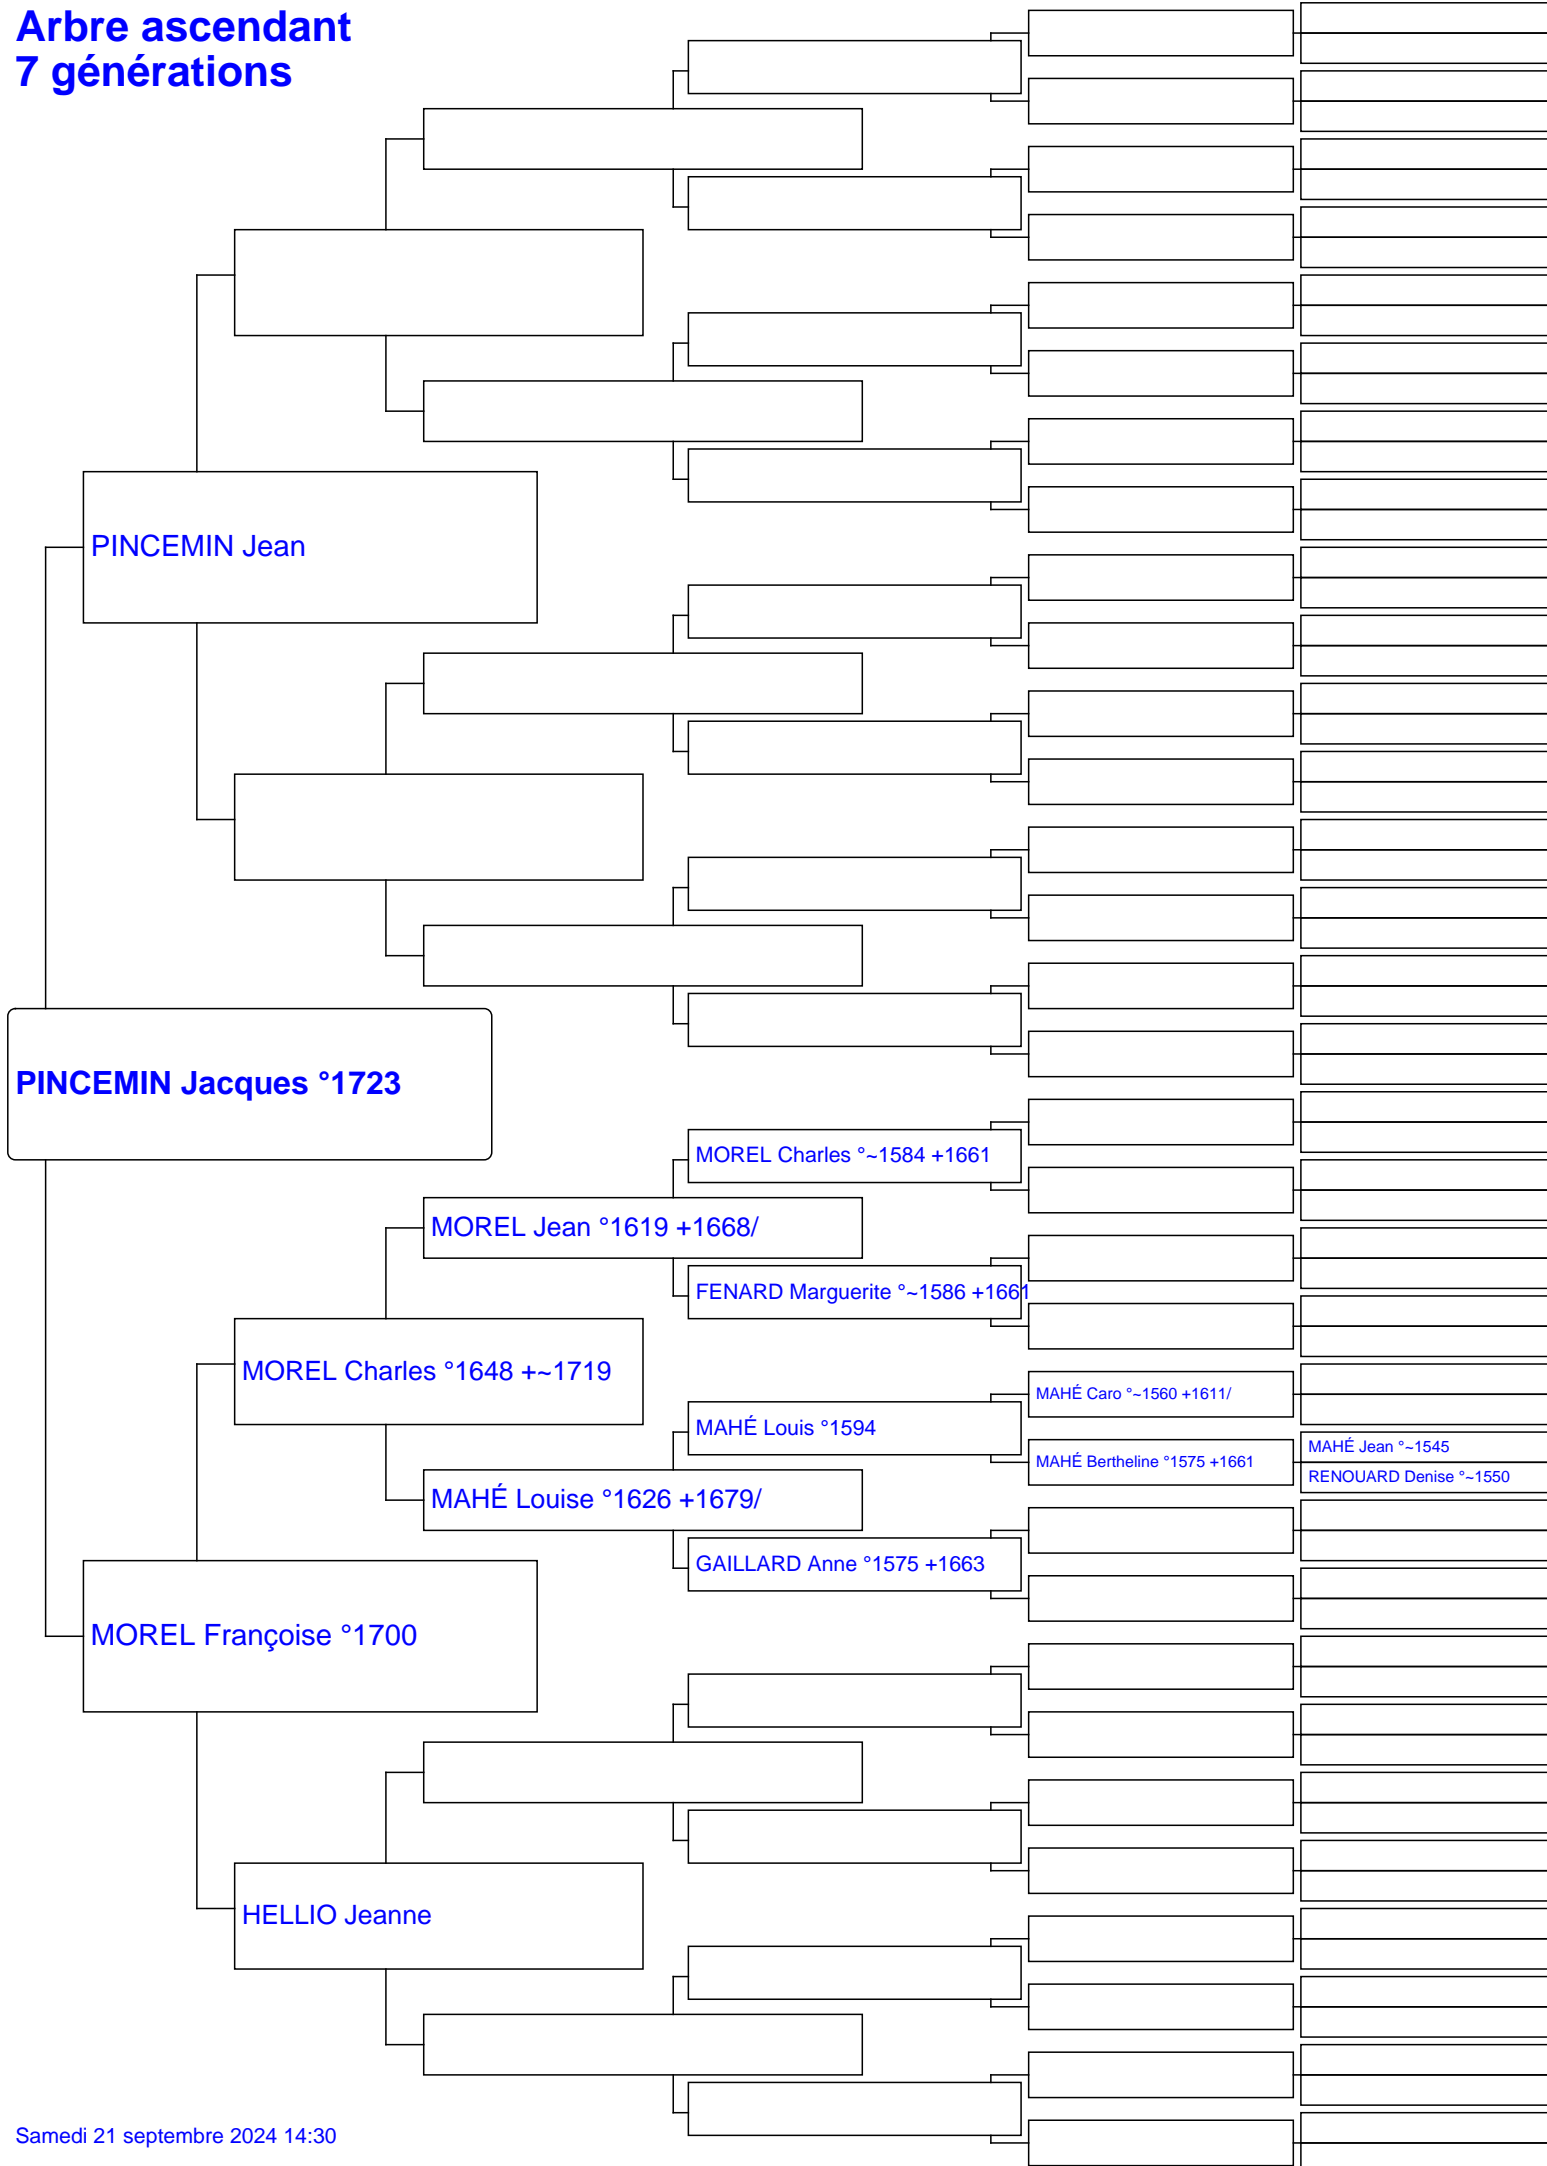 Arbre ascendant
7 générations
PINCEMIN Jean
PINCEMIN Jacques °1723
MOREL Charles °~1584 +1661
MOREL Jean °1619 +1668/
FENARD Marguerite °~1586 +1661
MOREL Charles °1648 +~1719
MAHÉ Caro °~1560 +1611/
MAHÉ Louis °1594
MAHÉ Jean °~1545
MAHÉ Bertheline °1575 +1661
RENOUARD Denise °~1550
MAHÉ Louise °1626 +1679/
GAILLARD Anne °1575 +1663
MOREL Françoise °1700
HELLIO Jeanne
Samedi 21 septembre 2024 14:30